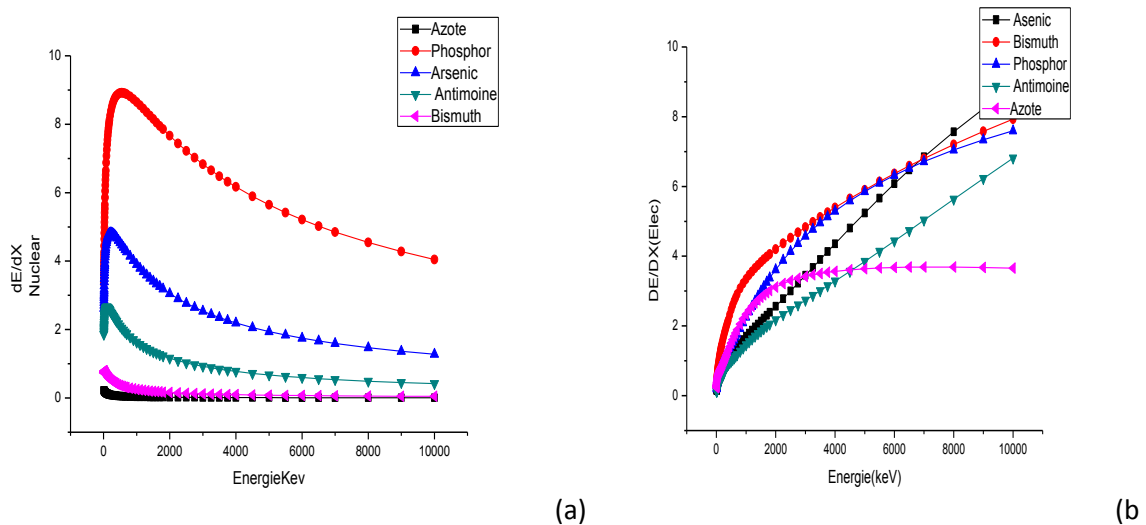 Azote
Phosphor
Arsenic
Antimoine
Bismuth
dE/dX
Nuclear
10
8
6
4
2
0
0 2000 4000 6000 8000 10000
EnergieKev
(a)
Asenic
Bismuth
Phosphor
Antimoine
Azote
DE/DX(Elec)
10
8
6
4
2
0
0 2000 4000 6000 8000 10000
Energie(keV)
(b